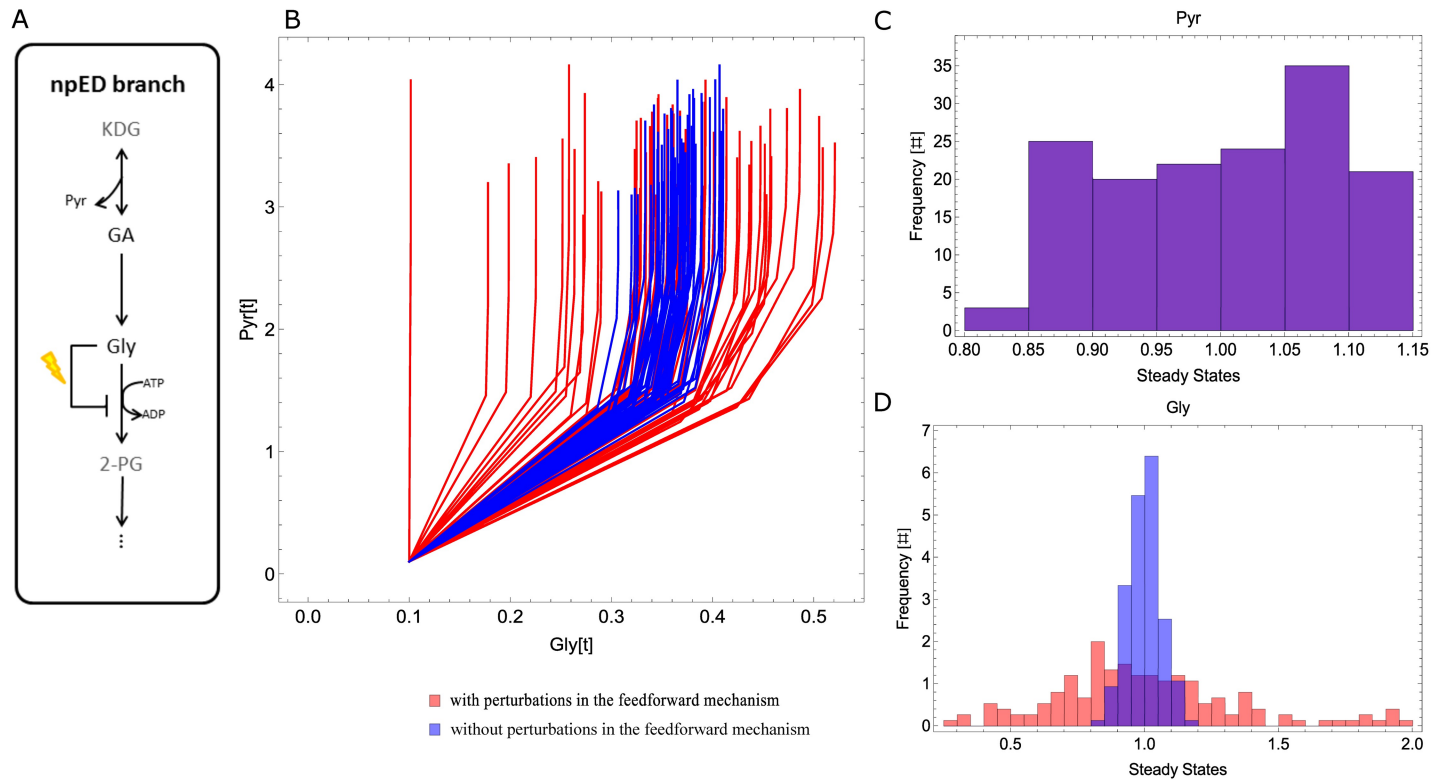 A
npED branch
KDG
Pyr
GA
Gly
ATP
ADP
2-PG
...
B
4
3
2
1
0
Pyr[t]
0.0 0.1 0.2 0.3 0.4 0.5
Gly[t]
with perturbations in the feedforward mechanism
without perturbations in the feedforward mechanism
C
Pyr
35
30
25
20
15
10
5
0
Frequency [#]
0.80 0.85 0.90 0.95 1.00 1.05 1.10 1.15
Steady States
D
Gly
7
6
5
4
3
2
1
0
Frequency [#]
0.5 1.0 1.5 2.0
Steady States